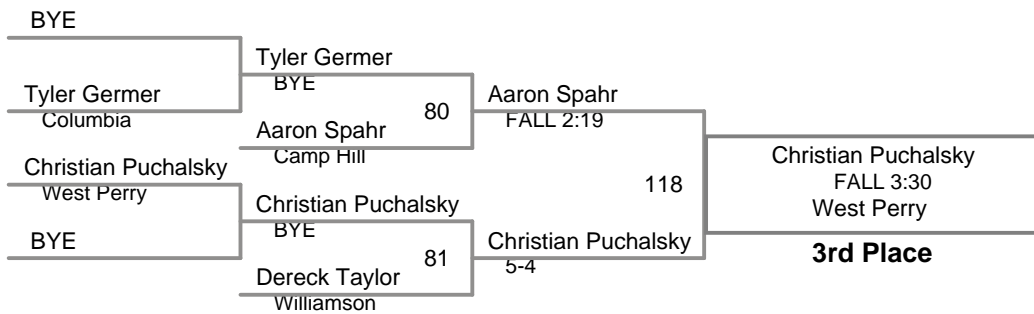 BYE
Tyler Germer
Columbia
Christian Puchalsky
West Perry
BYE
Tyler Germer
BYE
80
Aaron Spahr
Camp Hill
Christian Puchalsky
BYE
81
Dereck Taylor
Williamson
Aaron Spahr
FALL 2:19
118
Christian Puchalsky
5-4
Christian Puchalsky
FALL 3:30
West Perry
3rd Place